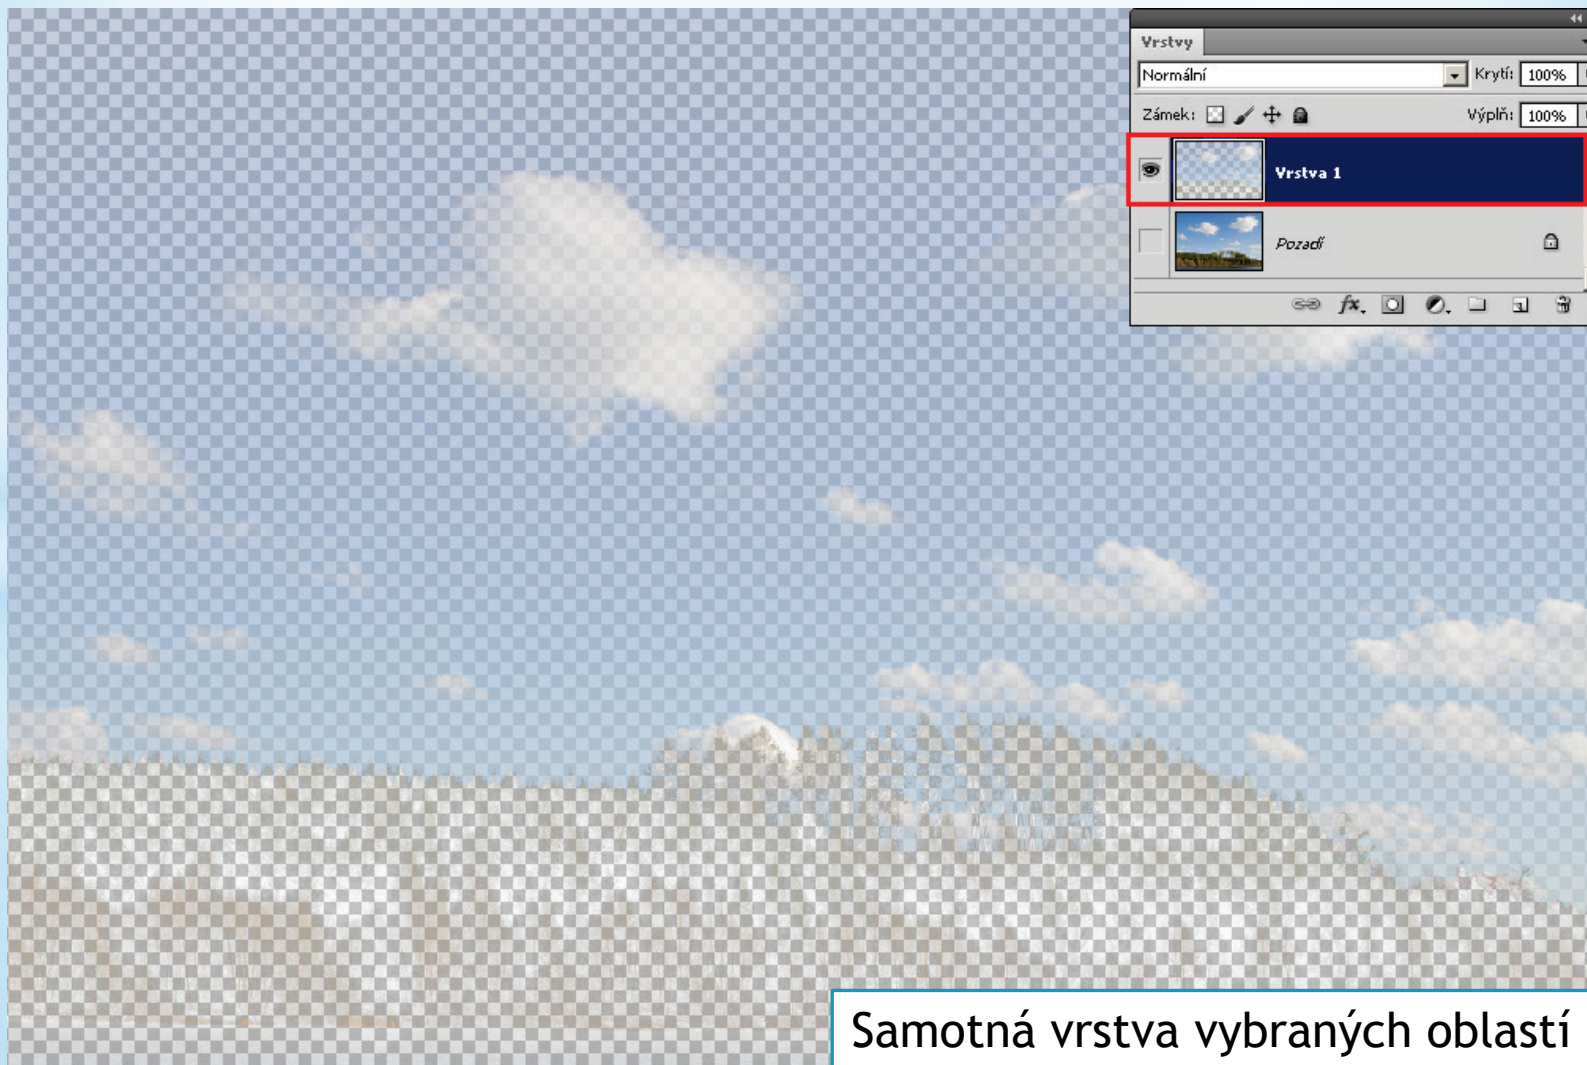 Vrstvy
Normální Krytí: 100%
Zámek: Výplň: 100%
Vrstva 1
Pozadí
fx.
Samotná vrstva vybraných oblastí